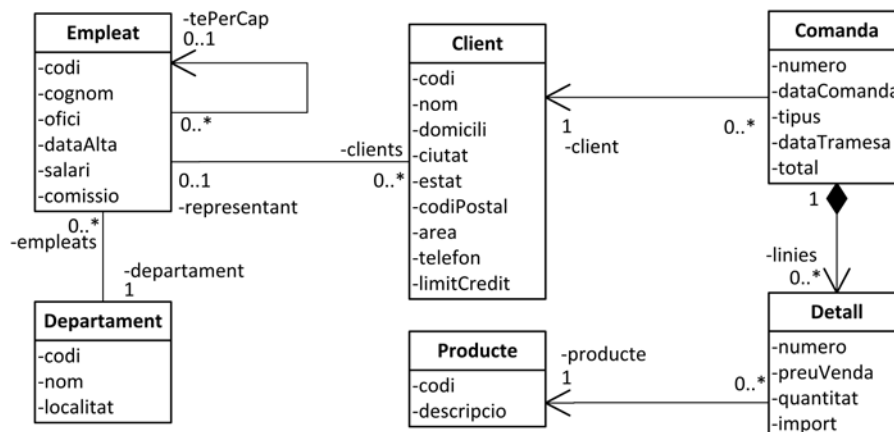 -tePerCap
0..1
Empleat
-codi
-cognom
-ofici
-dataAlta
-salari
-comissio
0..*
0..1
-representant
-clients
0..*
Client
-codi
-nom
-domicili
-ciutat
-estat
-codiPostal
-area
-telefon
-limitCredit
1
-client
0..*
Comanda
-numero
-dataComanda
-tipus
-dataTramesa
-total
1
-linies
0..*
0..*
-empleats
-departament
1
Departament
-codi
-nom
-localitat
Producte
-codi
-descripcio
-producte
1
0..*
Detall
-numero
-preuVenda
-quantitat
-import